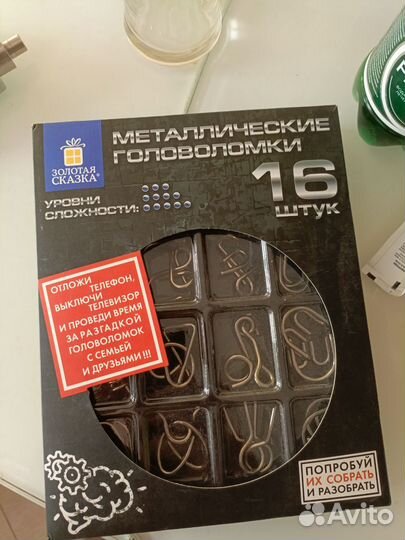 ЗОЛОТАЯ
СКАЗКА®
МЕТАЛЛИЧЕСКИЕ
ГОЛОВОЛОМКИ
УРОВНИ
СЛОЖНОСТИ:
16
ШТУК
ОТЛОЖИ
ТЕЛЕФОН,
ВЫКЛЮЧИ
ТЕЛЕВИЗОР
И ПРОВЕДИ ВРЕМЯ
ЗА РАЗГАДКОЙ
ГОЛОВОЛОМОК
С СЕМЬЕЙ
И ДРУЗЬЯМИ!!!
ПОПРОБУЙ
ИХ СОБРАТЬ
И РАЗОБРАТЬ
Avito